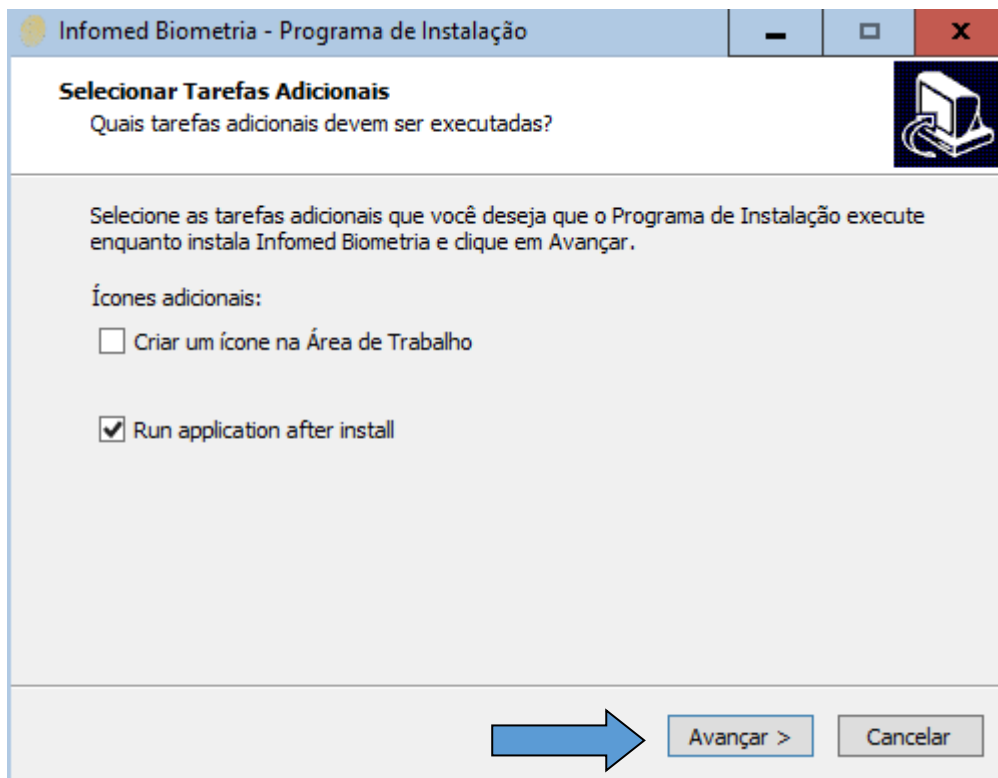 Infomed Biometria - Programa de Instalação
Selecionar Tarefas Adicionais
Quais tarefas adicionais devem ser executadas?
Selecione as tarefas adicionais que você deseja que o Programa de Instalação execute
enquanto instala Infomed Biometria e clique em Avançar.
Ícones adicionais:
Criar um ícone na Área de Trabalho
Run application after install
Avançar >
Cancelar